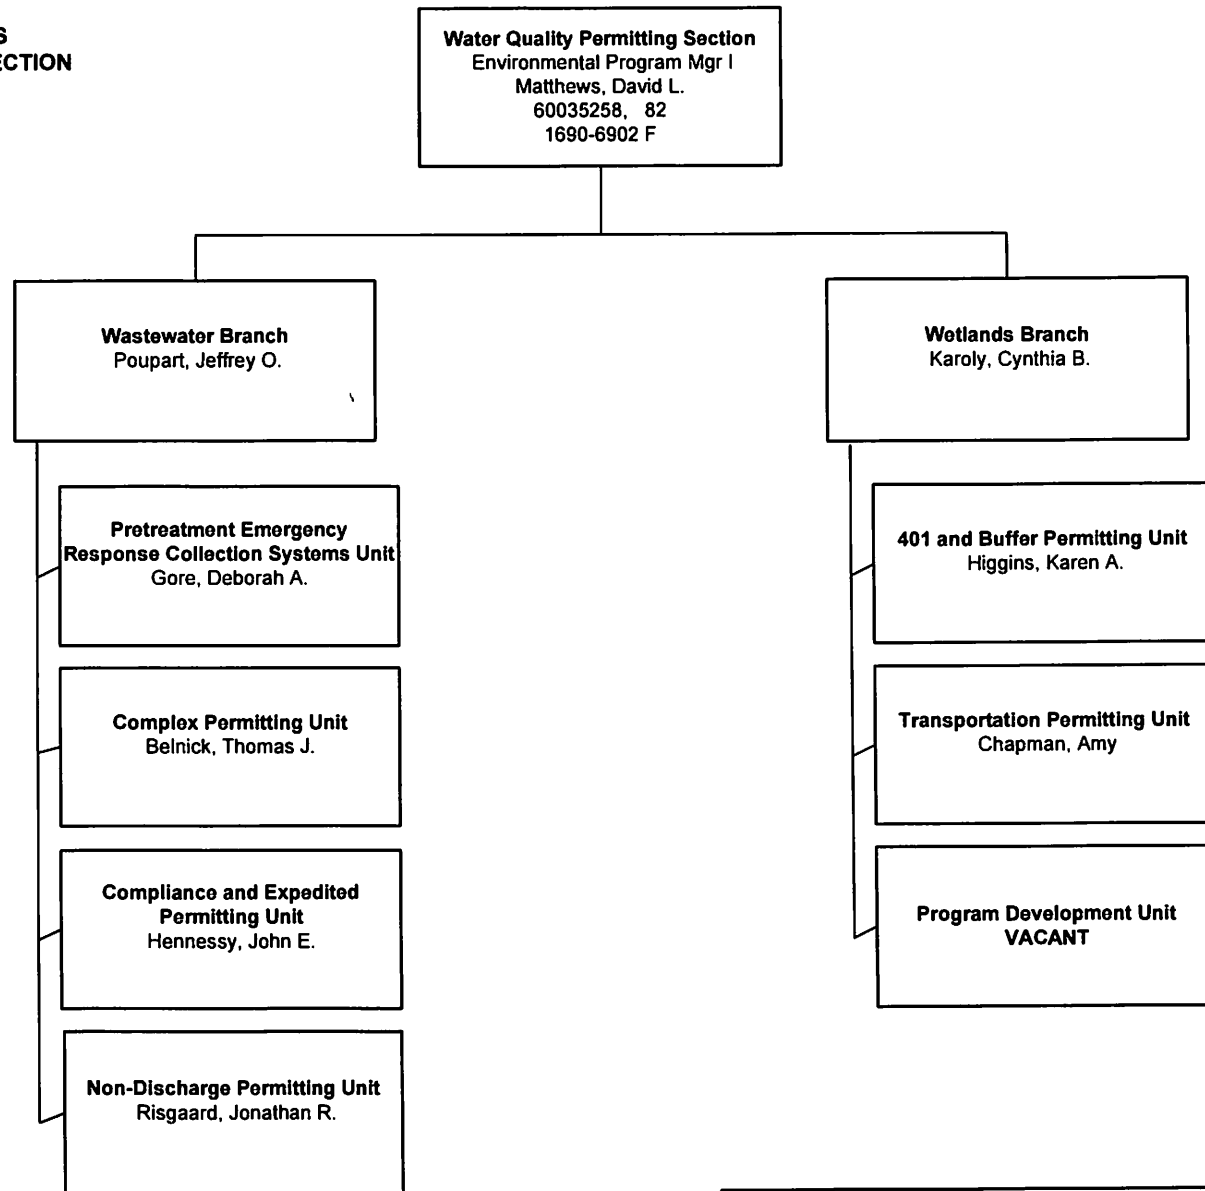 ECTION
Water Quality Permitting Section
Environmental Program Mgr I
Matthews, David L.
60035258, 82
1690-6902 F
Wastewater Branch
Poupart, Jeffrey O.
Wetlands Branch
Karoly, Cynthia B.
Pretreatment Emergency
Response Collection Systems Unit
Gore, Deborah A.
401 and Buffer Permitting Unit
Higgins, Karen A.
Complex Permitting Unit
Belnick, Thomas J.
Transportation Permitting Unit
Chapman, Amy
Compliance and Expedited
Permitting Unit
Hennessy, John E.
Program Development Unit
VACANT
Non-Discharge Permitting Unit
Risgaard, Jonathan R.